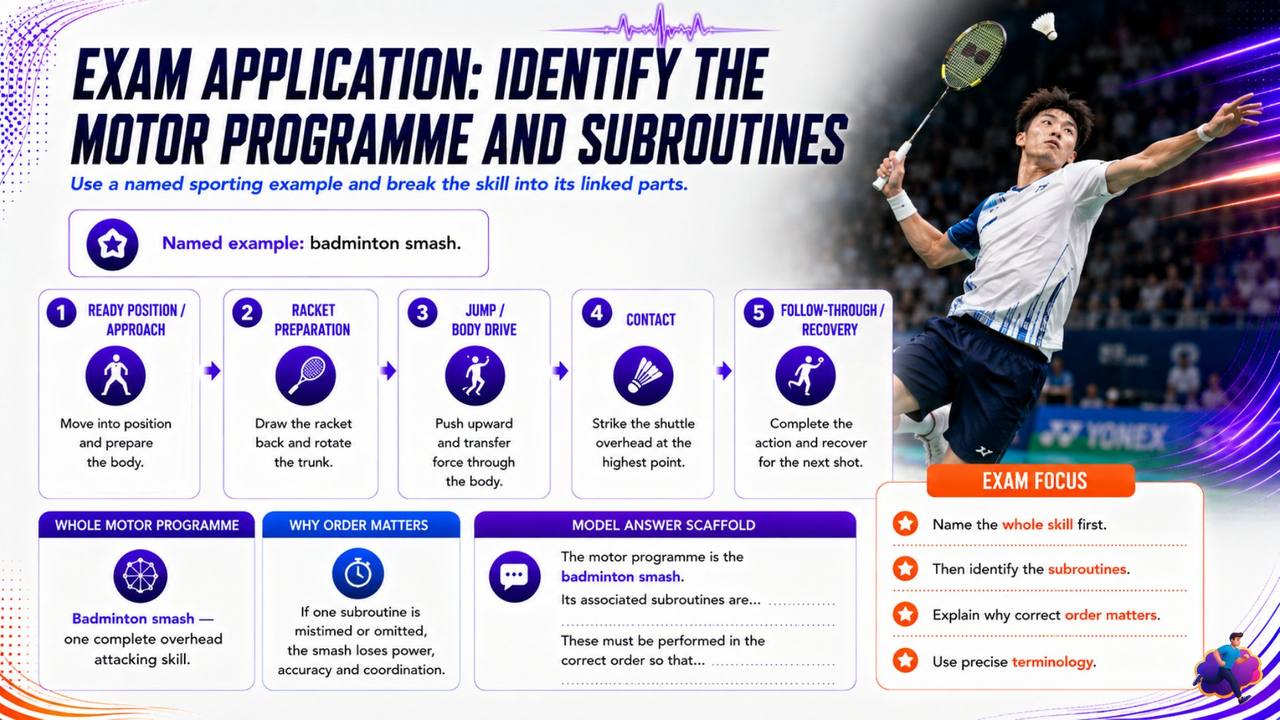 EXAM APPLICATION: IDENTIFY THE
MOTOR PROGRAMME AND SUBROUTINES
Use a named sporting example and break the skill into its linked parts.
Named example: badminton smash.
1 READY POSITION /
APPROACH
Move into position
and prepare
the body.
2 RACKET
PREPARATION
Draw the racket
back and rotate
the trunk.
3 JUMP /
BODY DRIVE
Push upward
and transfer
force through
the body.
4 CONTACT
Strike the shuttle
overhead at the
highest point.
5 FOLLOW-THROUGH /
RECOVERY
Complete the
action and recover
for the next shot.
YONEX
WHOLE MOTOR PROGRAMME
Badminton smash —
one complete overhead
attacking skill.
WHY ORDER MATTERS
If one subroutine is
mistimed or omitted,
the smash loses power,
accuracy and coordination.
MODEL ANSWER SCAFFOLD
The motor programme is the
badminton smash.
Its associated subroutines are... 
These must be performed in the
correct order so that... 
EXAM FOCUS
Name the whole skill first.
Then identify the subroutines.
Explain why correct order matters.
Use precise terminology.